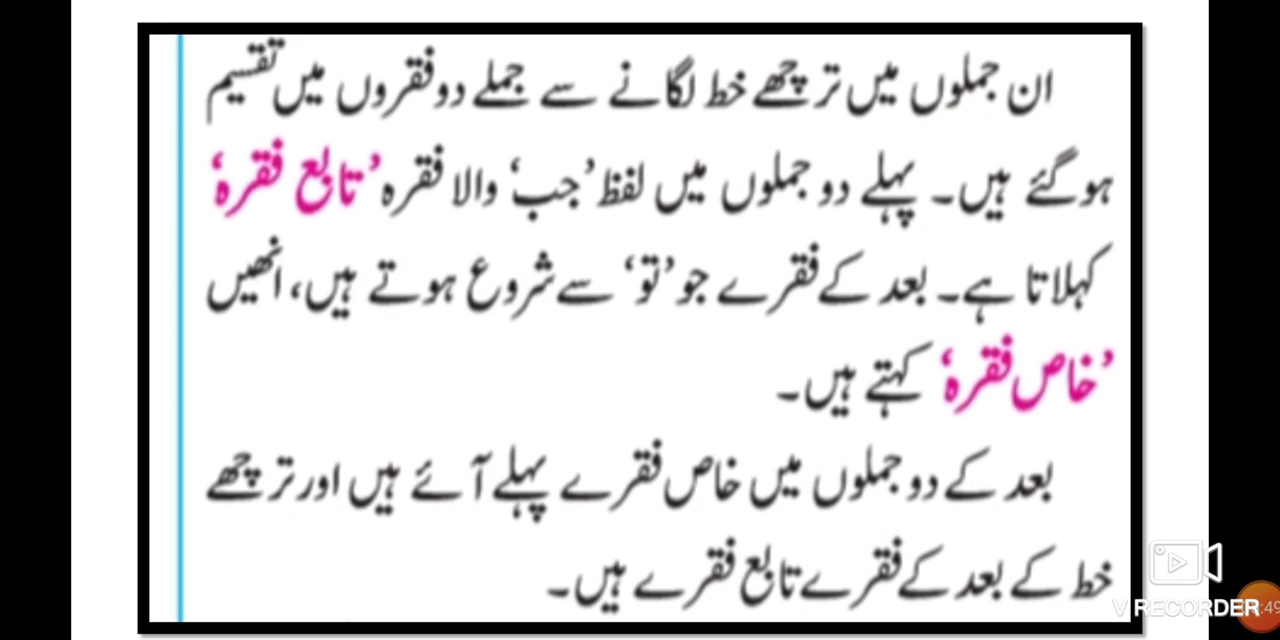 ان جملوں میں ترچھے خط لگانے سے جملے دو فقروں میں تقسیم
ہوگئے ہیں۔ پہلے دو جملوں میں لفظ ’جب‘ والا فقرہ ’تابع فقرہ‘
کہلاتا ہے۔ بعد کے فقرے جو ’تو‘ سے شروع ہوتے ہیں، انھیں
’خاص فقرہ‘ کہتے ہیں۔
بعد کے دو جملوں میں خاص فقرے پہلے آئے ہیں اور ترچھے
خط کے بعد کے فقرے تابع فقرے ہیں۔
V RECORDER
:49